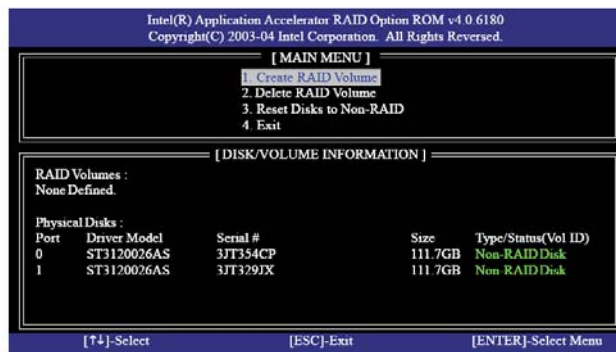 Intel(R) Application Accelerator RAID Option ROM v4.0.6180
Copyright(C) 2003-04 Intel Corporation. All Rights Reversed.
[ MAIN MENU ]
1. Create RAID Volume
2. Delete RAID Volume
3. Reset Disks to Non-RAID
4. Exit
[ DISK/VOLUME INFORMATION ]
RAID Volumes :
None Defined.
Physical Disks :
Port Driver Model Serial # Size Type/Status(Vol ID)
0 ST3120026AS 3JT354CP 111.7GB Non-RAID Disk
1 ST3120026AS 3JT329JX 111.7GB Non-RAID Disk
[↑↓]-Select [ESC]-Exit [ENTER]-Select Menu